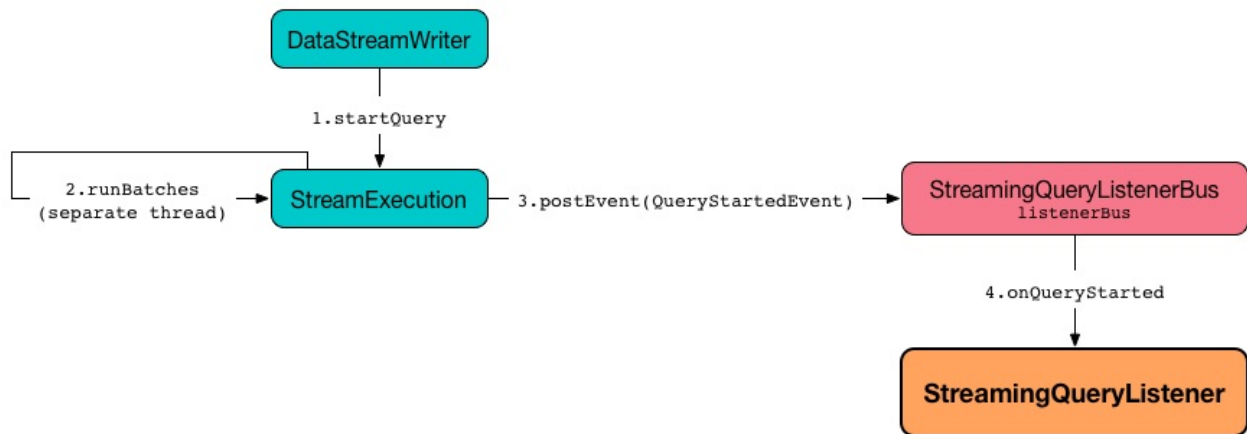 DataStreamWriter
1.startQuery
2.runBatches
(separate thread)
StreamExecution
3.postEvent(QueryStartedEvent)
StreamingQueryListenerBus
listenerBus
4.onQueryStarted
StreamingQueryListener